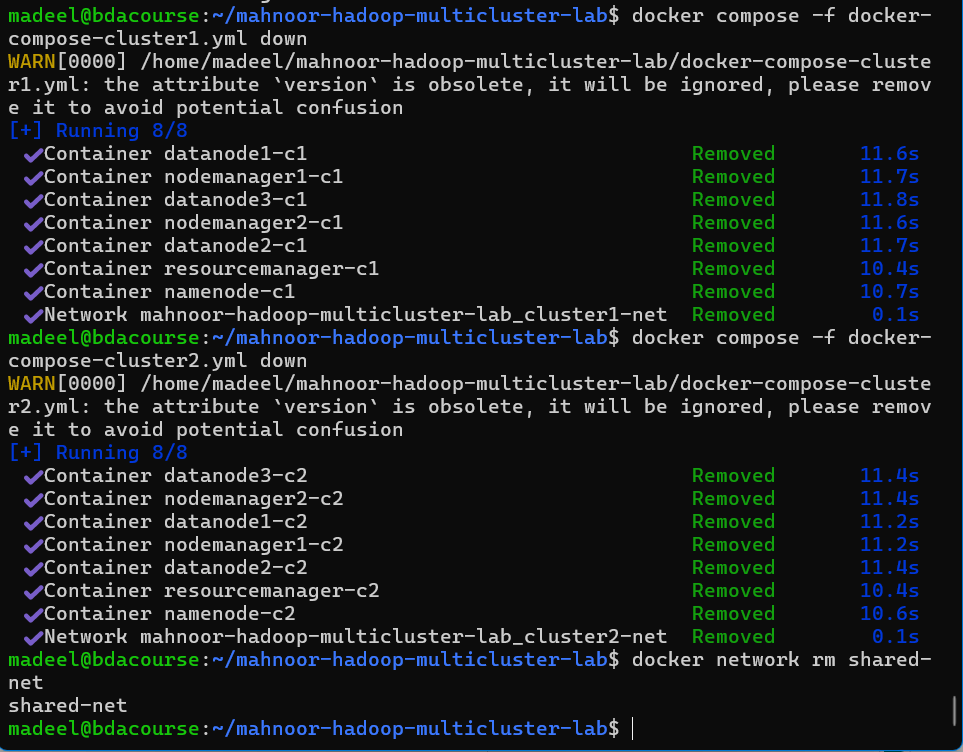 madeel@bdacourse:~/mahnoor-hadoop-multicluster-lab$ docker compose -f docker-
compose-cluster1.yml down
WARN[0000] /home/madeel/mahnoor-hadoop-multicluster-lab/docker-compose-cluste
r1.yml: the attribute `version` is obsolete, it will be ignored, please remov
e it to avoid potential confusion
[+] Running 8/8
✔Container datanode1-c1 Removed 11.6s
✔Container nodemanager1-c1 Removed 11.7s
✔Container datanode3-c1 Removed 11.8s
✔Container nodemanager2-c1 Removed 11.6s
✔Container datanode2-c1 Removed 11.7s
✔Container resourcemanager-c1 Removed 10.4s
✔Container namenode-c1 Removed 10.7s
✔Network mahnoor-hadoop-multicluster-lab_cluster1-net Removed 0.1s
madeel@bdacourse:~/mahnoor-hadoop-multicluster-lab$ docker compose -f docker-
compose-cluster2.yml down
WARN[0000] /home/madeel/mahnoor-hadoop-multicluster-lab/docker-compose-cluste
r2.yml: the attribute `version` is obsolete, it will be ignored, please remov
e it to avoid potential confusion
[+] Running 8/8
✔Container datanode3-c2 Removed 11.4s
✔Container nodemanager2-c2 Removed 11.4s
✔Container datanode1-c2 Removed 11.2s
✔Container nodemanager1-c2 Removed 11.2s
✔Container datanode2-c2 Removed 11.4s
✔Container resourcemanager-c2 Removed 10.4s
✔Container namenode-c2 Removed 10.6s
✔Network mahnoor-hadoop-multicluster-lab_cluster2-net Removed 0.1s
madeel@bdacourse:~/mahnoor-hadoop-multicluster-lab$ docker network rm shared-
net
shared-net
madeel@bdacourse:~/mahnoor-hadoop-multicluster-lab$